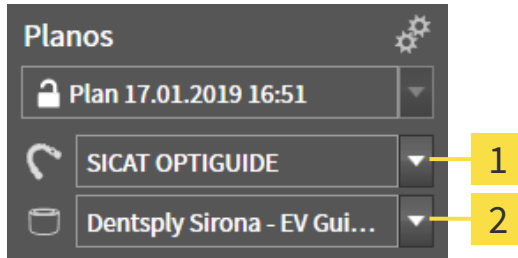 Planos
Plan 17.01.2019 16:51
SICAT OPTIGUIDE
1
Dentsply Sirona - EV Gui...
2